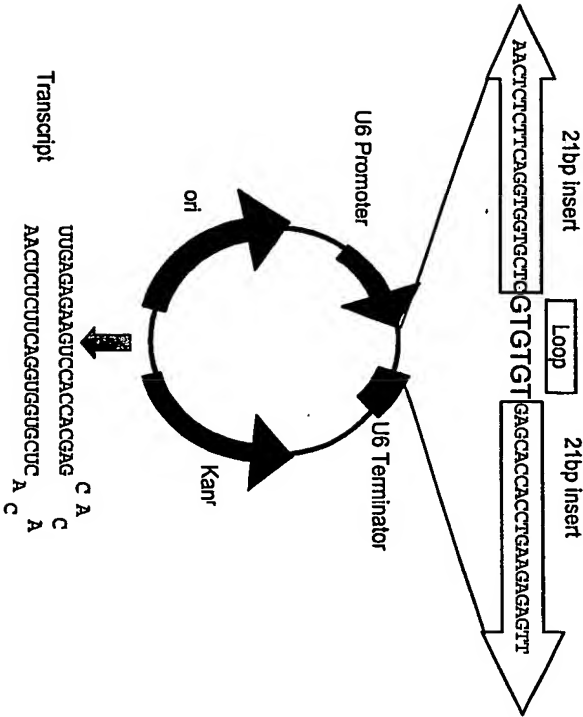 21bp insert
Loop
21bp insert
AACTCTCTTCAGGTGGTGCTC GTGTGT GAGCACCACCTGAAGAGAGTT
U6 Promoter
U6 Terminator
ori
Kanʳ
Transcript
UUGAGAGAAGUCCACCACGAG C A
C
A
AACUCUCUUCAGGUGGUGCUC A C